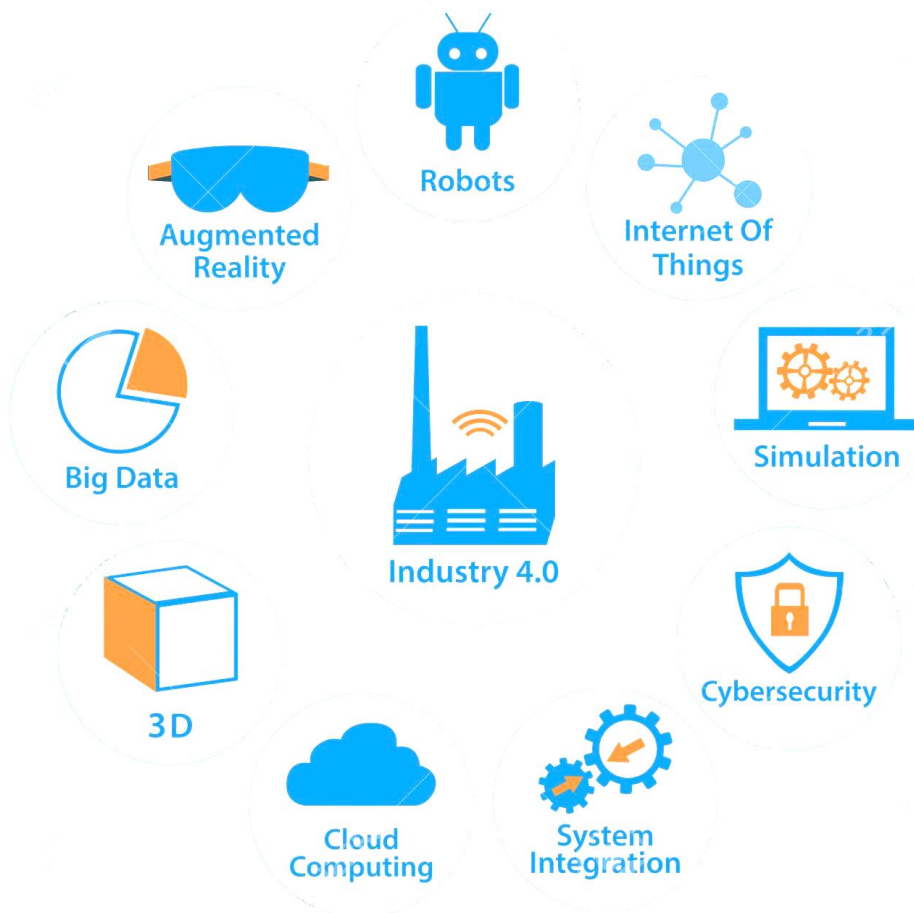 Robots
Augmented
Reality
Internet Of
Things
Big Data
Simulation
Industry 4.0
3D
Cybersecurity
Cloud
Computing
System
Integration